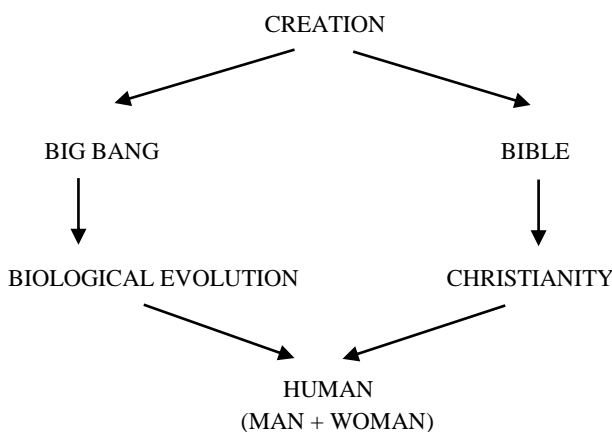 CREATION
BIG BANG
BIBLE
BIOLOGICAL EVOLUTION
CHRISTIANITY
HUMAN
(MAN + WOMAN)